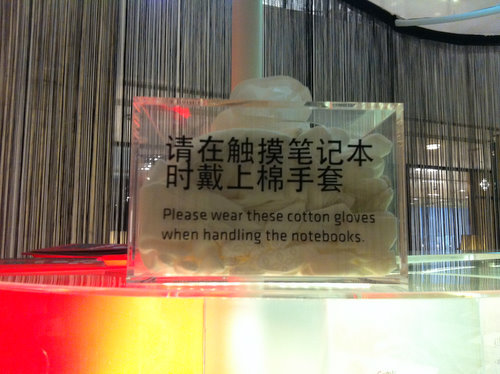 请在触摸笔记本
时戴上棉手套
Please wear these cotton gloves
when handling the notebooks.